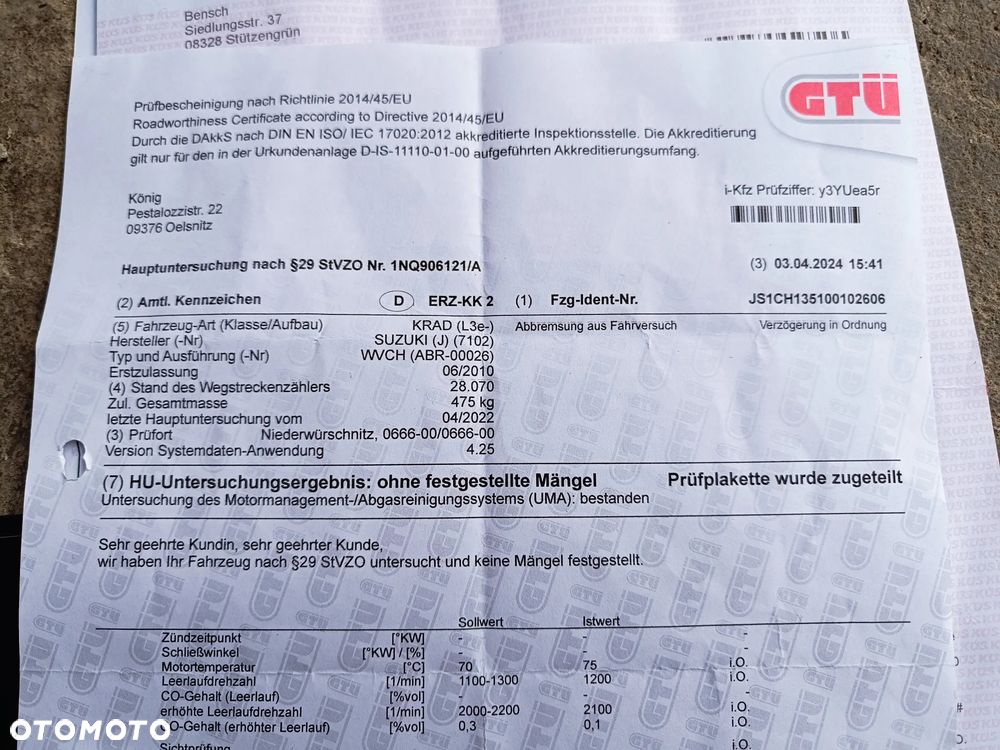 Bensch
Siedlungsstr. 37
08328 Stützengrün
GTÜ
Prüfbescheinigung nach Richtlinie 2014/45/EU
Roadworthiness Certificate according to Directive 2014/45/EU
Durch die DAkkS nach DIN EN ISO/ IEC 17020:2012 akkreditierte Inspektionsstelle. Die Akkreditierung
gilt nur für den in der Urkundenanlage D-IS-11110-01-00 aufgeführten Akkreditierungsumfang.
i-Kfz Prüfziffer: y3YUea5r
König
Pestalozzistr. 22
09376 Oelsnitz
Hauptuntersuchung nach §29 StVZO Nr. 1NQ906121/A (3) 03.04.2024 15:41
(2) Amtl. Kennzeichen D ERZ-KK 2 (1) Fzg-Ident-Nr. JS1CH135100102606
(5) Fahrzeug-Art (Klasse/Aufbau) KRAD (L3e-) Abbremsung aus Fahrversuch Verzögerung in Ordnung
Hersteller (-Nr) SUZUKI (J) (7102)
Typ und Ausführung (-Nr) WVCH (ABR-00026)
Erstzulassung 06/2010
(4) Stand des Wegstreckenzählers 28.070
Zul. Gesamtmasse 475 kg
letzte Hauptuntersuchung vom 04/2022
(3) Prüfort Niederwürschnitz, 0666-00/0666-00
Version Systemdaten-Anwendung 4.25
(7) HU-Untersuchungsergebnis: ohne festgestellte Mängel Prüfplakette wurde zugeteilt
Untersuchung des Motormanagement-/Abgasreinigungssystems (UMA): bestanden
Sehr geehrte Kundin, sehr geehrter Kunde,
wir haben Ihr Fahrzeug nach §29 StVZO untersucht und keine Mängel festgestellt.
Sollwert Istwert
Zündzeitpunkt [°KW] - - -
Schließwinkel [°KW] / [%] - - -
Motortemperatur [°C] 70 75 i.O.
Leerlaufdrehzahl [1/min] 1100-1300 1200 i.O.
CO-Gehalt (Leerlauf) [%vol] - - -
erhöhte Leerlaufdrehzahl [1/min] 2000-2200 2100 i.O.
O-Gehalt (erhöhter Leerlauf) [%vol] 0,3 0,1 i.O.
Sichtprüfung i.O.
OTOMOTO